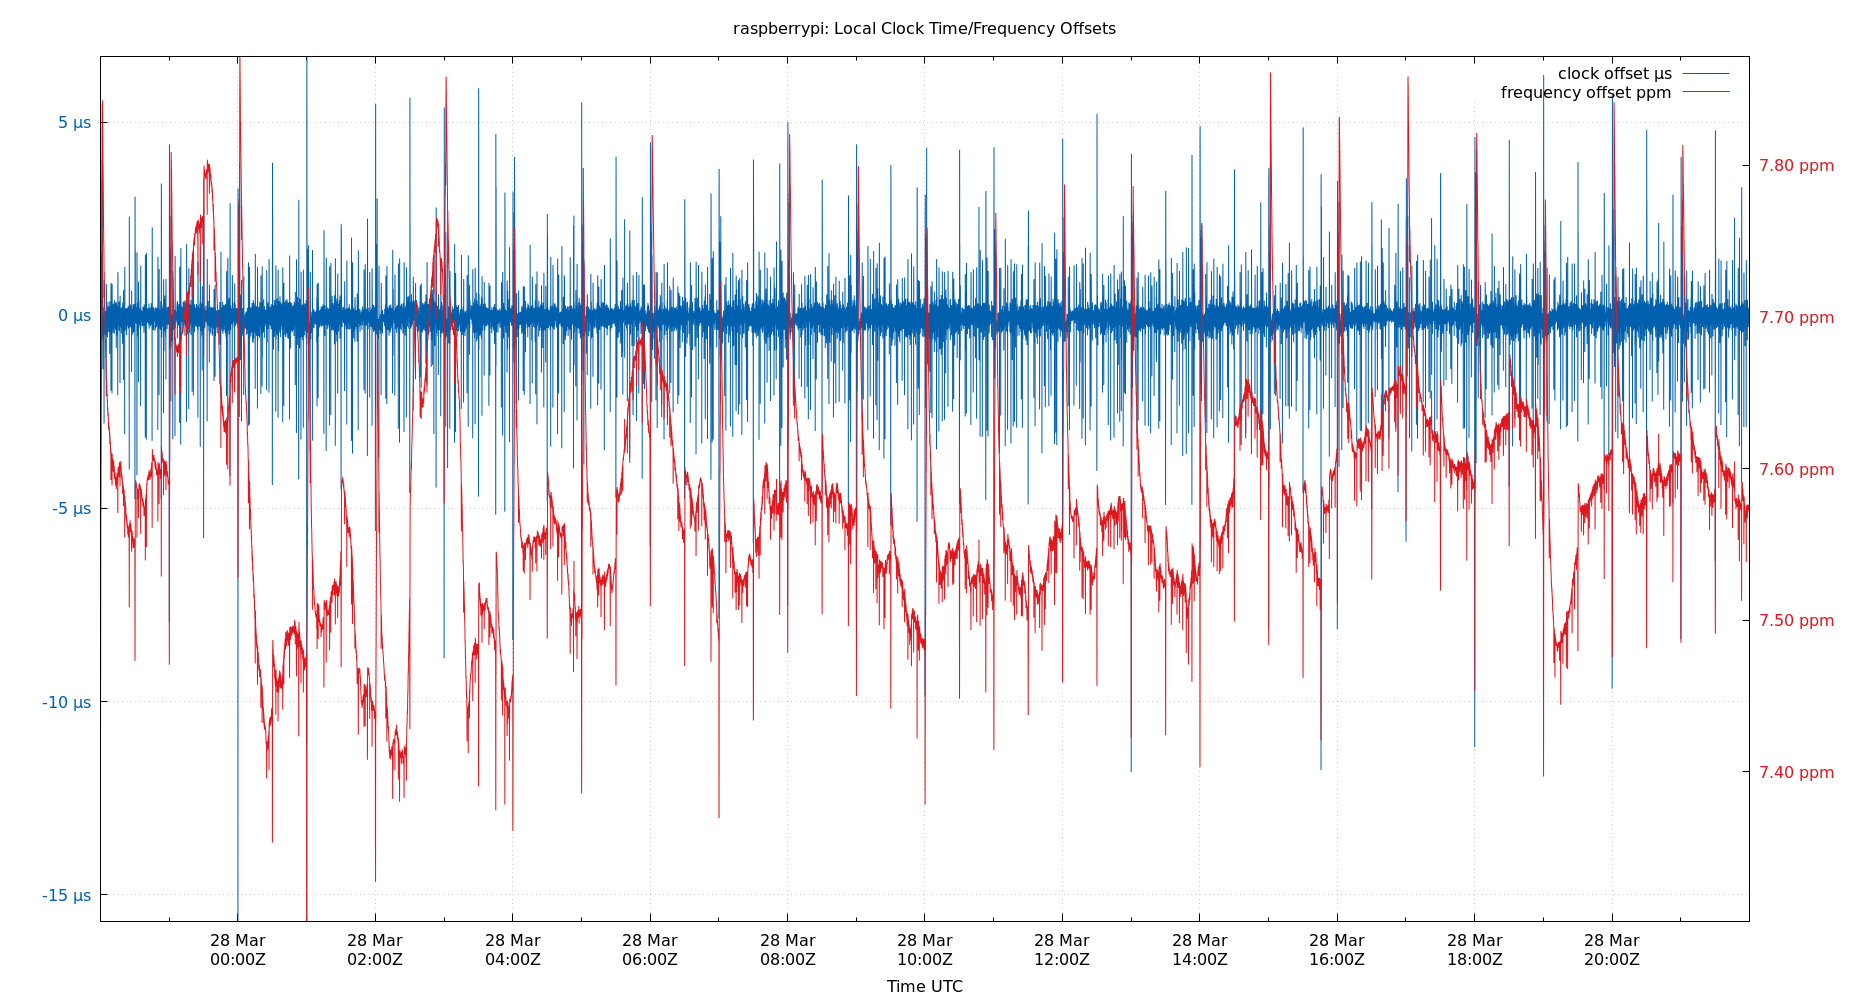 raspberrypi: Local Clock Time/Frequency Offsets
clock offset µs
frequency offset ppm
5 µs
0 µs
-5 µs
-10 µs
-15 µs
7.80 ppm
7.70 ppm
7.60 ppm
7.50 ppm
7.40 ppm
28 Mar 28 Mar 28 Mar 28 Mar 28 Mar 28 Mar 28 Mar 28 Mar 28 Mar 28 Mar 28 Mar
00:00Z 02:00Z 04:00Z 06:00Z 08:00Z 10:00Z 12:00Z 14:00Z 16:00Z 18:00Z 20:00Z
Time UTC